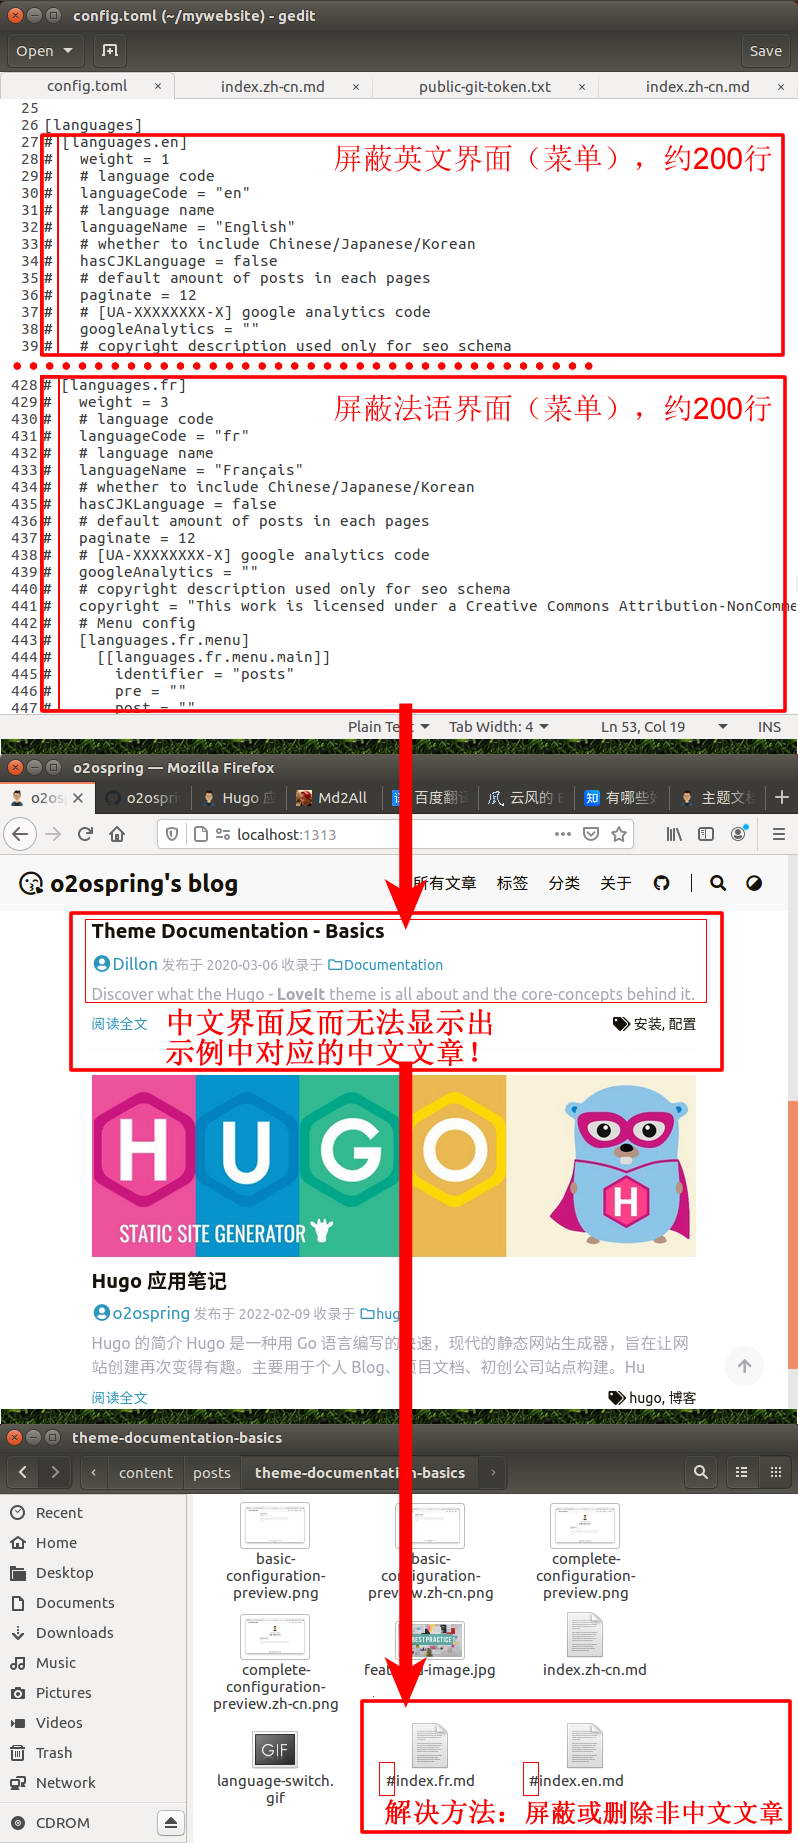 config.toml (~/mywebsite) - gedit
Open
Save
config.toml × index.zh-cn.md × public-git-token.txt × index.zh-cn.md ×
25
26 [languages]
27 # [languages.en]
屏蔽英文界面（菜单），约200行
28 # weight = 1
29 # # language code
30 # languageCode = "en"
31 # # language name
32 # languageName = "English"
33 # # whether to include Chinese/Japanese/Korean
34 # hasCJKLanguage = false
35 # # default amount of posts in each pages
36 # paginate = 12
37 # # [UA-XXXXXXXX-X] google analytics code
38 # googleAnalytics = ""
39 # # copyright description used only for seo schema
428 # [languages.fr]
屏蔽法语界面（菜单），约200行
429 # weight = 3
430 # # language code
431 # languageCode = "fr"
432 # # language name
433 # languageName = "Français"
434 # # whether to include Chinese/Japanese/Korean
435 # hasCJKLanguage = false
436 # # default amount of posts in each pages
437 # paginate = 12
438 # # [UA-XXXXXXXX-X] google analytics code
439 # googleAnalytics = ""
440 # # copyright description used only for seo schema
441 # copyright = "This work is licensed under a Creative Commons Attribution-NonComme
442 # # Menu config
443 # [languages.fr.menu]
444 # [[languages.fr.menu.main]]
445 # identifier = "posts"
446 # pre = ""
447 # post = ""
Plain Te Tab Width: 4 Ln 53, Col 19 INS
o2ospring — Mozilla Firefox
o2os × o2ospri Hugo 应 Md2All 百度翻 云风的 有哪些 主题文
localhost:1313
o2ospring's blog
所有文章 标签 分类 关于
Theme Documentation - Basics
Dillon 发布于 2020-03-06 收录于 Documentation
Discover what the Hugo - LoveIt theme is all about and the core-concepts behind it.
阅读全文
安装, 配置
中文界面反而无法显示出
示例中对应的中文文章！
HUGO
STATIC SITE GENERATOR
H
Hugo 应用笔记
o2ospring 发布于 2022-02-09 收录于 hug
Hugo 的简介 Hugo 是一种用 Go 语言编写的快速，现代的静态网站生成器，旨在让网
站创建再次变得有趣。主要用于个人 Blog、项目文档、初创公司站点构建。Hu
阅读全文
hugo, 博客
theme-documentation-basics
content posts theme-documentation-basics
Recent
Home
Desktop
Documents
Downloads
Music
Pictures
Videos
Trash
Network
CDROM
basic-configuration-preview.png
basic-configuration-preview.zh-cn.png
complete-configuration-preview.png
complete-configuration-preview.zh-cn.png
BEST PRACTICE
featured-image.jpg
index.zh-cn.md
GIF
language-switch.gif
#index.fr.md
#index.en.md
解决方法：屏蔽或删除非中文文章